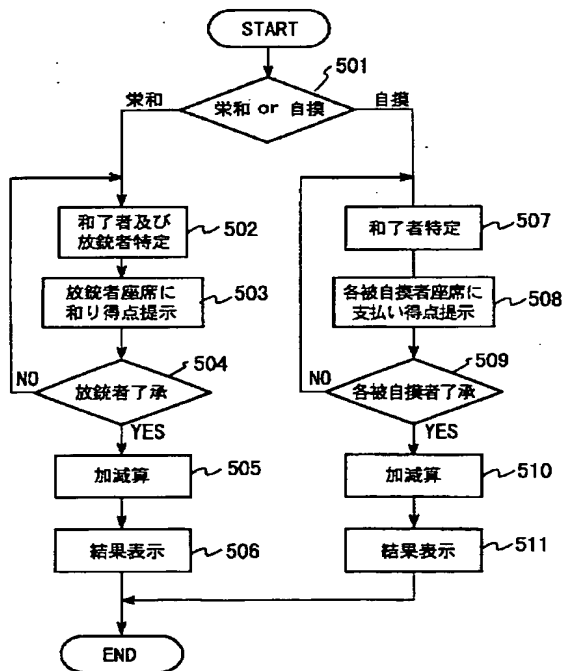 START
501
栄和
栄和 or 自摸
自摸
和了者及び
放銃者特定
502
放銃者座席に
和り得点提示
503
504
NO
放銃者了承
YES
加減算
505
結果表示
506
和了者特定
507
各被自摸者座席に
支払い得点提示
508
509
NO
各被自摸者了承
YES
加減算
510
結果表示
511
END